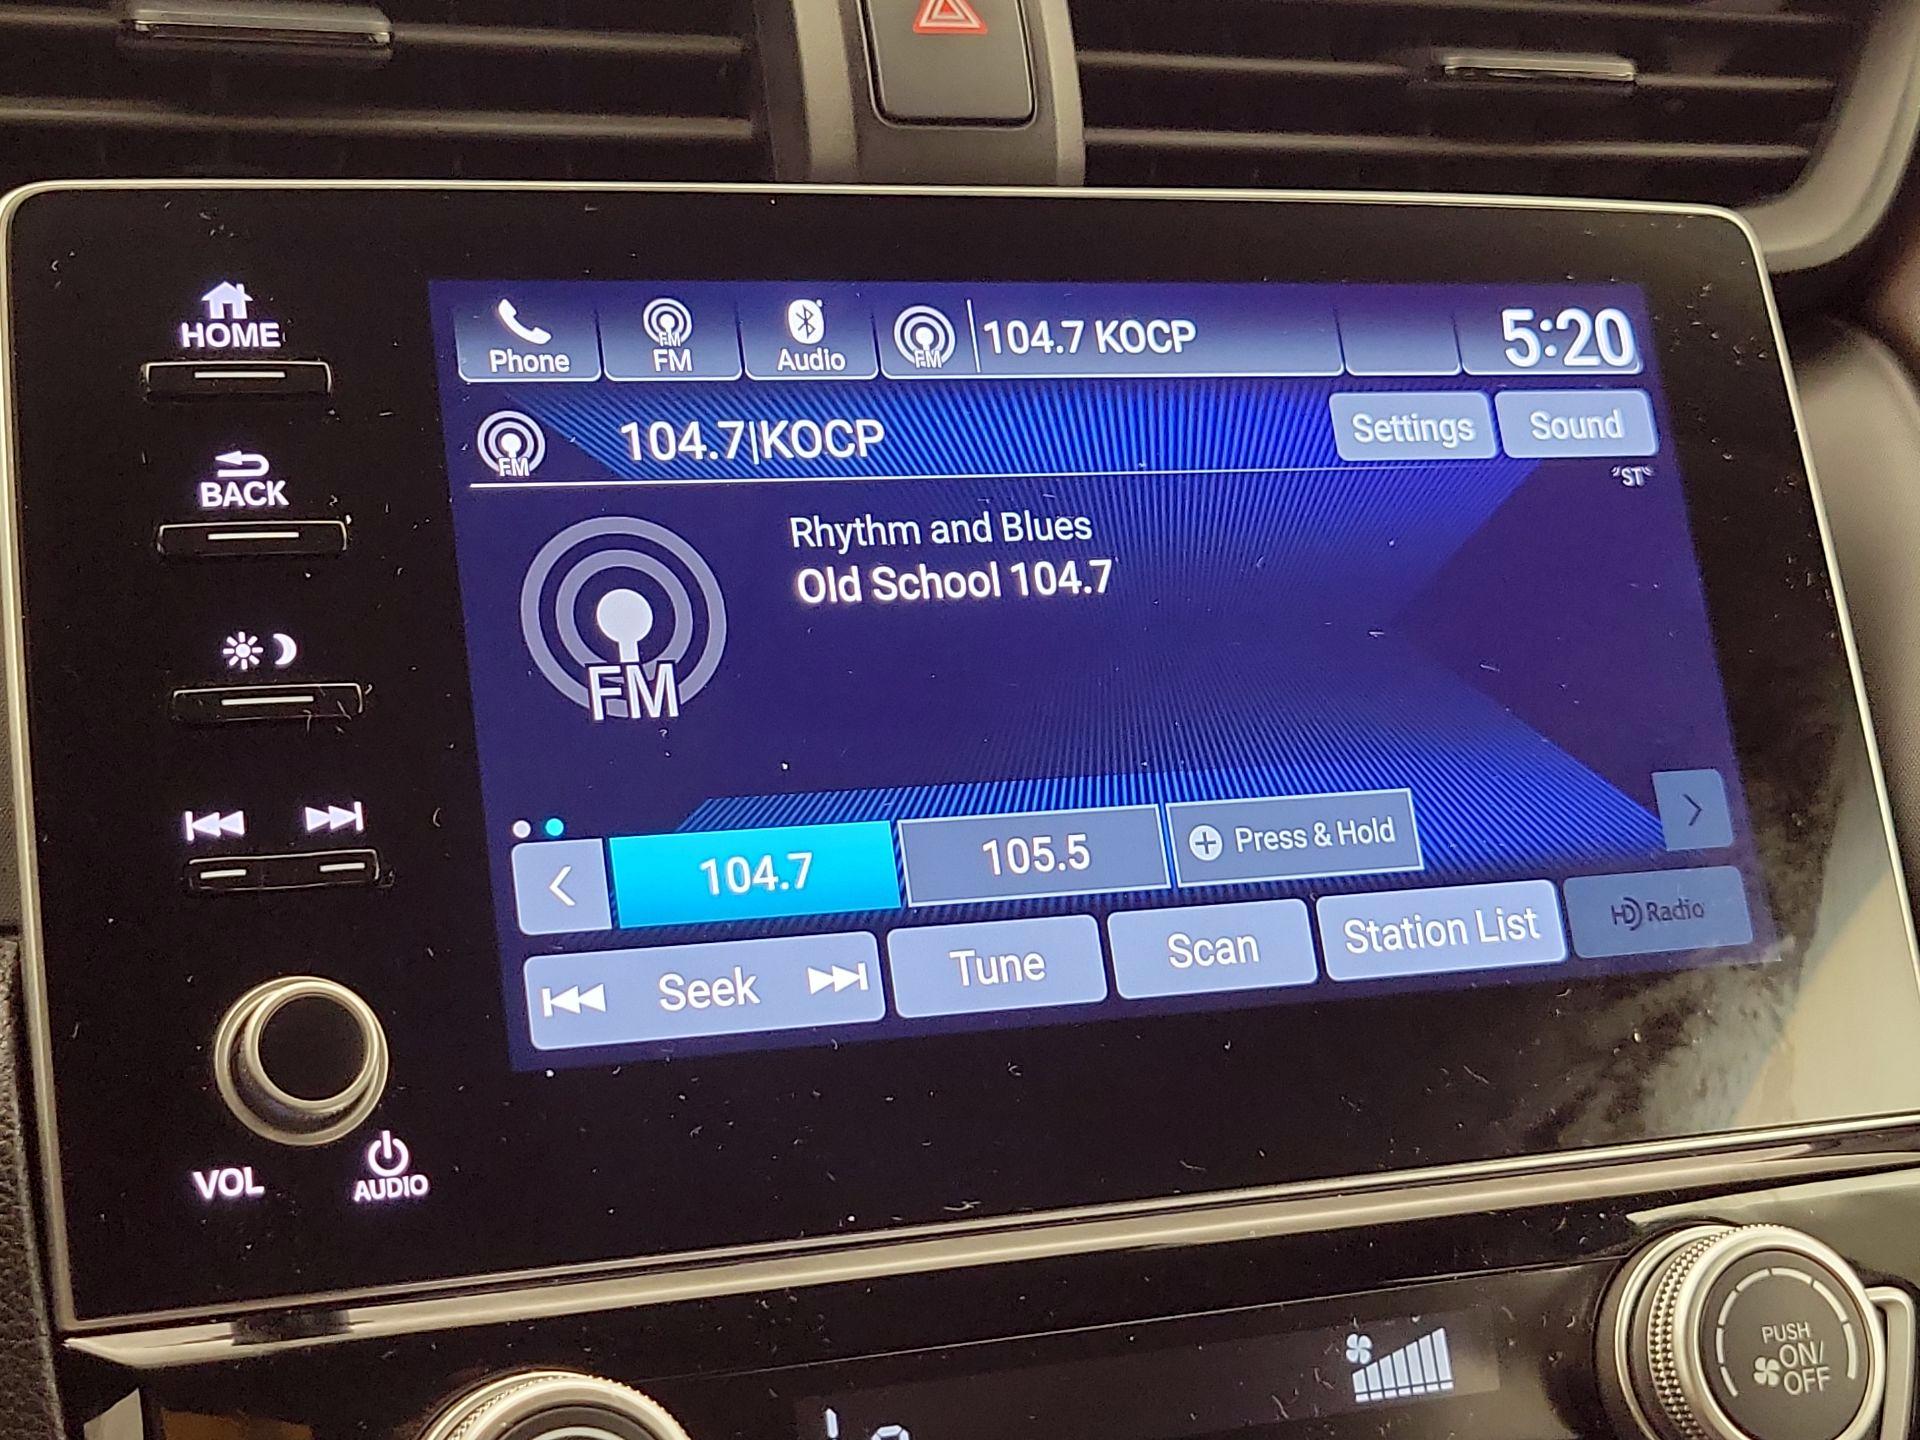 HOME
BACK
VOL
AUDIO
Phone
FM
FM
Audio
FM
104.7 KOCP
5:20
FM
104.7|KOCP
Settings
Sound
"ST"
Rhythm and Blues
Old School 104.7
FM
104.7
105.5
Press & Hold
Seek
Tune
Scan
Station List
HD Radio
PUSH
ON/
OFF